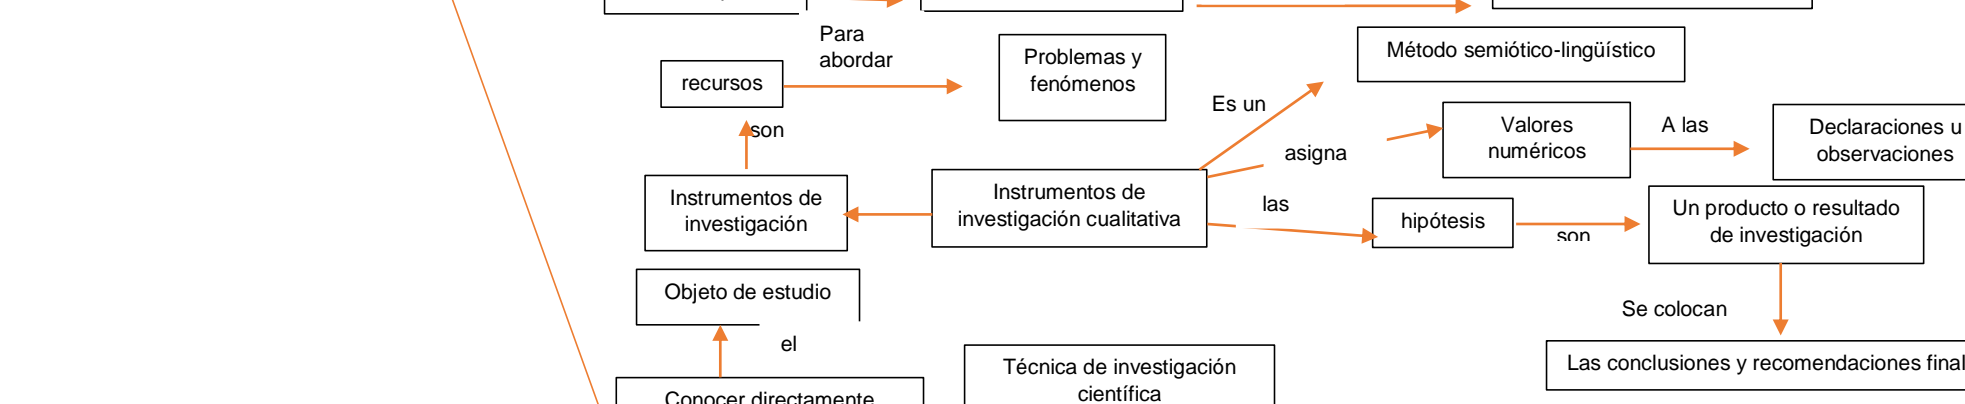 Para
abordar
Problemas y
fenómenos
Método semiótico-lingüístico
recursos
Es un
son
asigna
Valores
numéricos
A las
Declaraciones u
observaciones
Instrumentos de
investigación
Instrumentos de
investigación cualitativa
las
hipótesis
son
Un producto o resultado
de investigación
Objeto de estudio
el
Se colocan
Técnica de investigación
científica
Las conclusiones y recomendaciones final
Conocer directamente